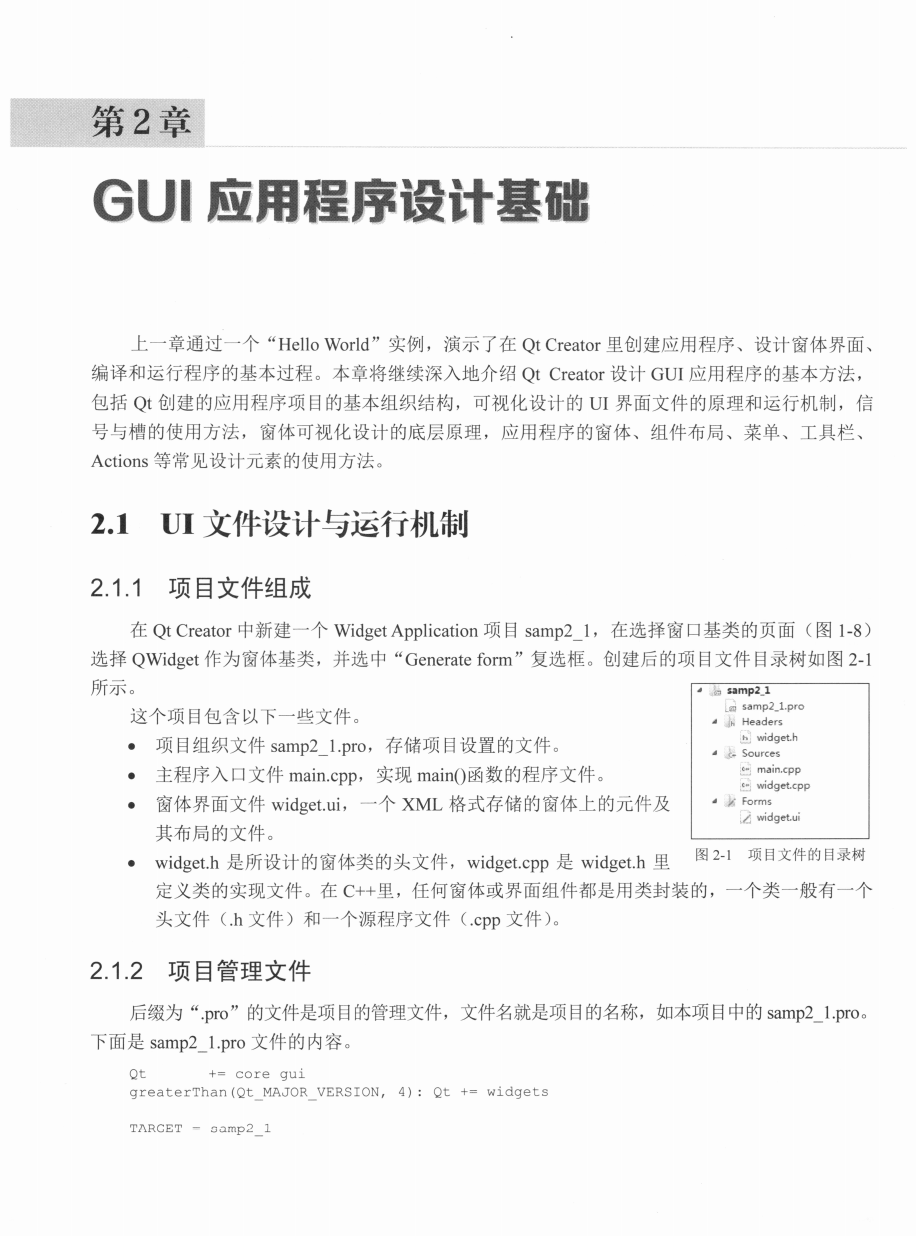 第2章
GUI 应用程序设计基础
上一章通过一个“Hello World”实例，演示了在 Qt Creator 里创建应用程序、设计窗体界面、
编译和运行程序的基本过程。本章将继续深入地介绍 Qt Creator 设计 GUI 应用程序的基本方法，
包括 Qt 创建的应用程序项目的基本组织结构，可视化设计的 UI 界面文件的原理和运行机制，信
号与槽的使用方法，窗体可视化设计的底层原理，应用程序的窗体、组件布局、菜单、工具栏、
Actions 等常见设计元素的使用方法。
2.1 UI 文件设计与运行机制
2.1.1 项目文件组成
在 Qt Creator 中新建一个 Widget Application 项目 samp2_1，在选择窗口基类的页面（图 1-8）
选择 QWidget 作为窗体基类，并选中“Generate form”复选框。创建后的项目文件目录树如图 2-1
所示。
这个项目包含以下一些文件。
● 项目组织文件 samp2_1.pro，存储项目设置的文件。
● 主程序入口文件 main.cpp，实现 main()函数的程序文件。
● 窗体界面文件 widget.ui，一个 XML 格式存储的窗体上的元件及
其布局的文件。
● widget.h 是所设计的窗体类的头文件，widget.cpp 是 widget.h 里
定义类的实现文件。在 C++里，任何窗体或界面组件都是用类封装的，一个类一般有一个
头文件（.h 文件）和一个源程序文件（.cpp 文件）。
samp2_1
samp2_1.pro
Headers
widget.h
Sources
main.cpp
widget.cpp
Forms
widget.ui
图 2-1 项目文件的目录树
2.1.2 项目管理文件
后缀为“.pro”的文件是项目的管理文件，文件名就是项目的名称，如本项目中的 samp2_1.pro。
下面是 samp2_1.pro 文件的内容。
Qt += core gui
greaterThan(Qt_MAJOR_VERSION, 4): Qt += widgets
TARGET = samp2_1